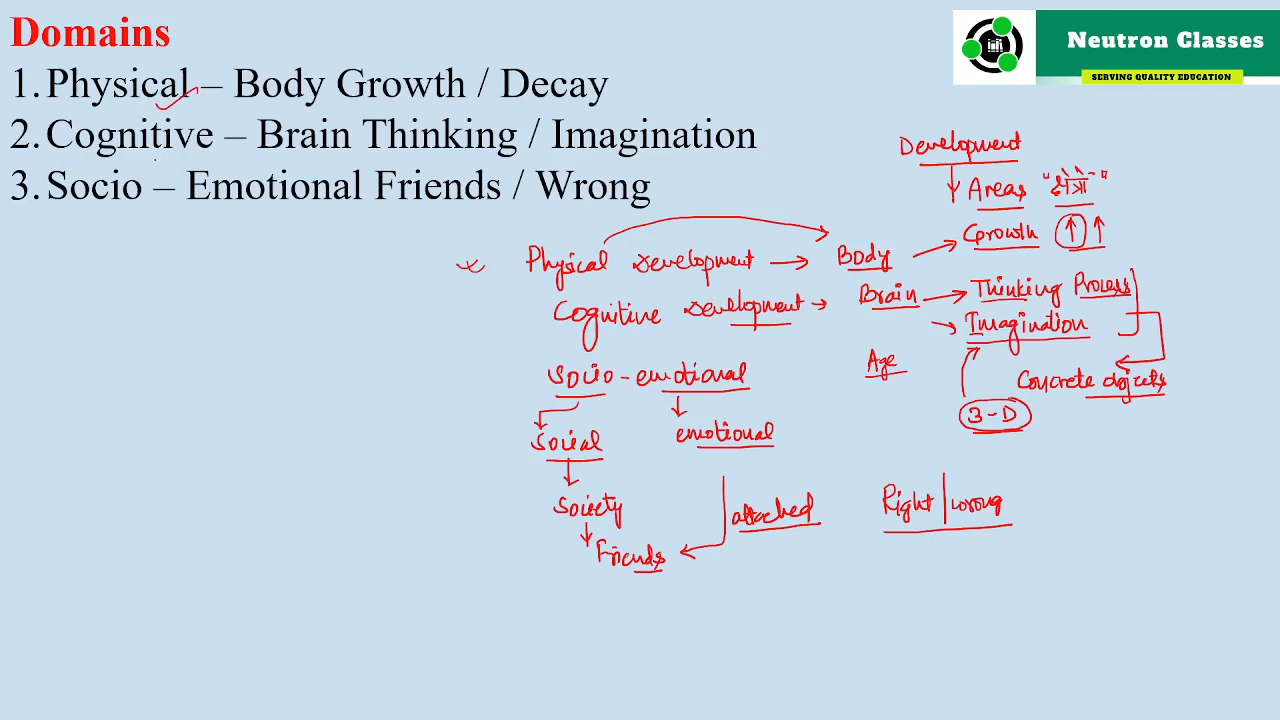 Domains
1. Physical – Body Growth / Decay
2. Cognitive – Brain Thinking / Imagination
3. Socio – Emotional Friends / Wrong
Neutron Classes
SERVING QUALITY EDUCATION
Development
Areas
Growth
Physical Development Body
Cognitive Development Brain Thinking Process
Imagination
Age
Socio-emotional
Concrete
3-D
Social emotional
Society attached Right | wrong
Friends